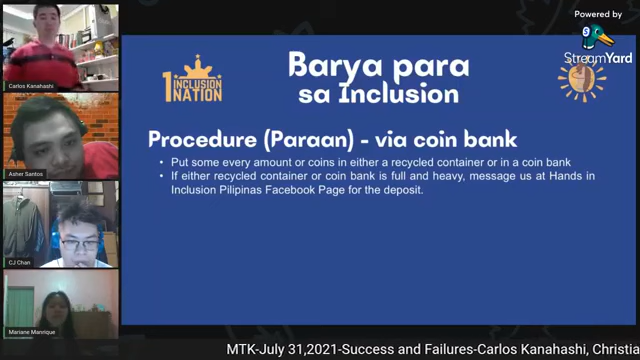 Powered by
StreamYard
Barya para
sa Inclusion
1 INCLUSION
NATION
Procedure (Paraan) - via coin bank
• Put some every amount or coins in either a recycled container or in a coin bank
• If either recycled container or coin bank is full and heavy, message us at Hands in
Inclusion Pilipinas Facebook Page for the deposit.
Carlos Kanahashi
Asher Santos
CJ Chan
Mariane Manrique
MTK-July 31,2021-Success and Failures-Carlos Kanahashi, Christia